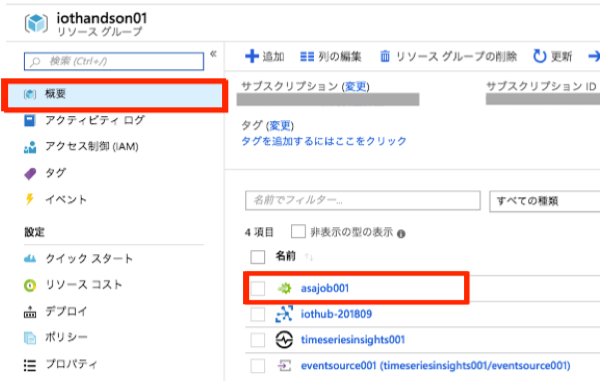 iothandson01
リソース グループ
検索 (Ctrl+/)
«
概要
アクティビティ ログ
アクセス制御 (IAM)
タグ
イベント
設定
クイック スタート
リソース コスト
デプロイ
ポリシー
プロパティ
追加 列の編集 リソース グループの削除 更新
サブスクリプション (変更) サブスクリプション ID
タグ (変更)
タグを追加するにはここをクリック
名前でフィルター... すべての種類
4 項目 非表示の型の表示
名前 ↑↓
asajob001
iothub-201809
timeseriesinsights001
eventsource001 (timeseriesinsights001/eventsource001)